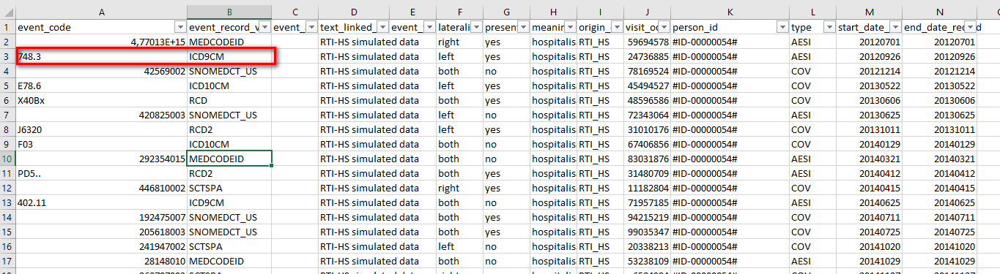 A B C D E F G H I J K L M N
1 event_code event_record_v event_ text_linked_ event_ laterali present meanin origin_ visit_oc person_id type start_date_ end_date_rec d
2 4,77013E+15 MEDCODEID RTI-HS simulated data right yes hospitalis RTI_HS 59694578 #ID-00000054# AESI 20120701 20120701
3 748.3 ICD9CM RTI-HS simulated data left yes hospitalis RTI_HS 24736885 #ID-00000054# AESI 20120926 20120926
4 42569002 SNOMEDCT_US RTI-HS simulated data both no hospitalis RTI_HS 78169524 #ID-00000054# COV 20121214 20121214
5 E78.6 ICD10CM RTI-HS simulated data left yes hospitalis RTI_HS 45494527 #ID-00000054# COV 20130522 20130522
6 X40Bx RCD RTI-HS simulated data both yes hospitalis RTI_HS 48596586 #ID-00000054# COV 20130606 20130606
7 420825003 SNOMEDCT_US RTI-HS simulated data left no hospitalis RTI_HS 72343064 #ID-00000054# AESI 20130625 20130625
8 J6320 RCD2 RTI-HS simulated data left yes hospitalis RTI_HS 31010176 #ID-00000054# COV 20131011 20131011
9 F03 ICD10CM RTI-HS simulated data both no hospitalis RTI_HS 67406856 #ID-00000054# COV 20140129 20140129
10 292354015 MEDCODEID RTI-HS simulated data both no hospitalis RTI_HS 83031876 #ID-00000054# AESI 20140321 20140321
11 PD5.. RCD2 RTI-HS simulated data both yes hospitalis RTI_HS 31480709 #ID-00000054# AESI 20140412 20140412
12 446810002 SCTSPA RTI-HS simulated data right yes hospitalis RTI_HS 11182804 #ID-00000054# COV 20140415 20140415
13 402.11 ICD9CM RTI-HS simulated data both no hospitalis RTI_HS 71957185 #ID-00000054# AESI 20140625 20140625
14 192475007 SNOMEDCT_US RTI-HS simulated data both yes hospitalis RTI_HS 94215219 #ID-00000054# COV 20140711 20140711
15 205618003 SNOMEDCT_US RTI-HS simulated data both yes hospitalis RTI_HS 99035347 #ID-00000054# COV 20140725 20140725
16 241947002 SCTSPA RTI-HS simulated data left no hospitalis RTI_HS 20338213 #ID-00000054# COV 20141020 20141020
17 28148010 MEDCODEID RTI-HS simulated data both no hospitalis RTI_HS 53238109 #ID-00000054# AESI 20141029 20141029